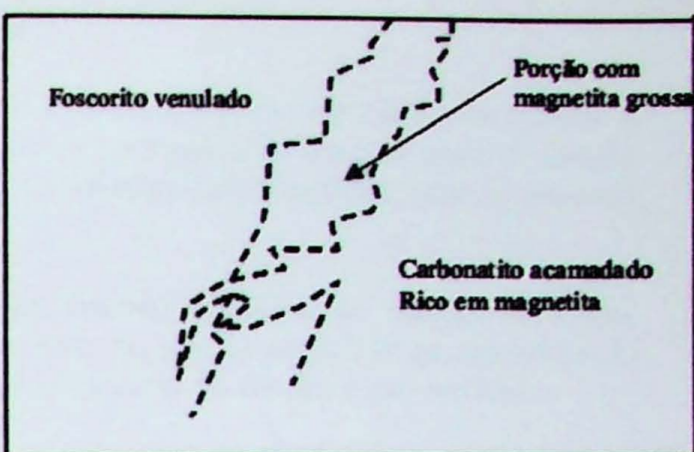 Foscorito venulado
Porção com
magnetita grossa
Carbonatito acamadado
Rico em magnetita